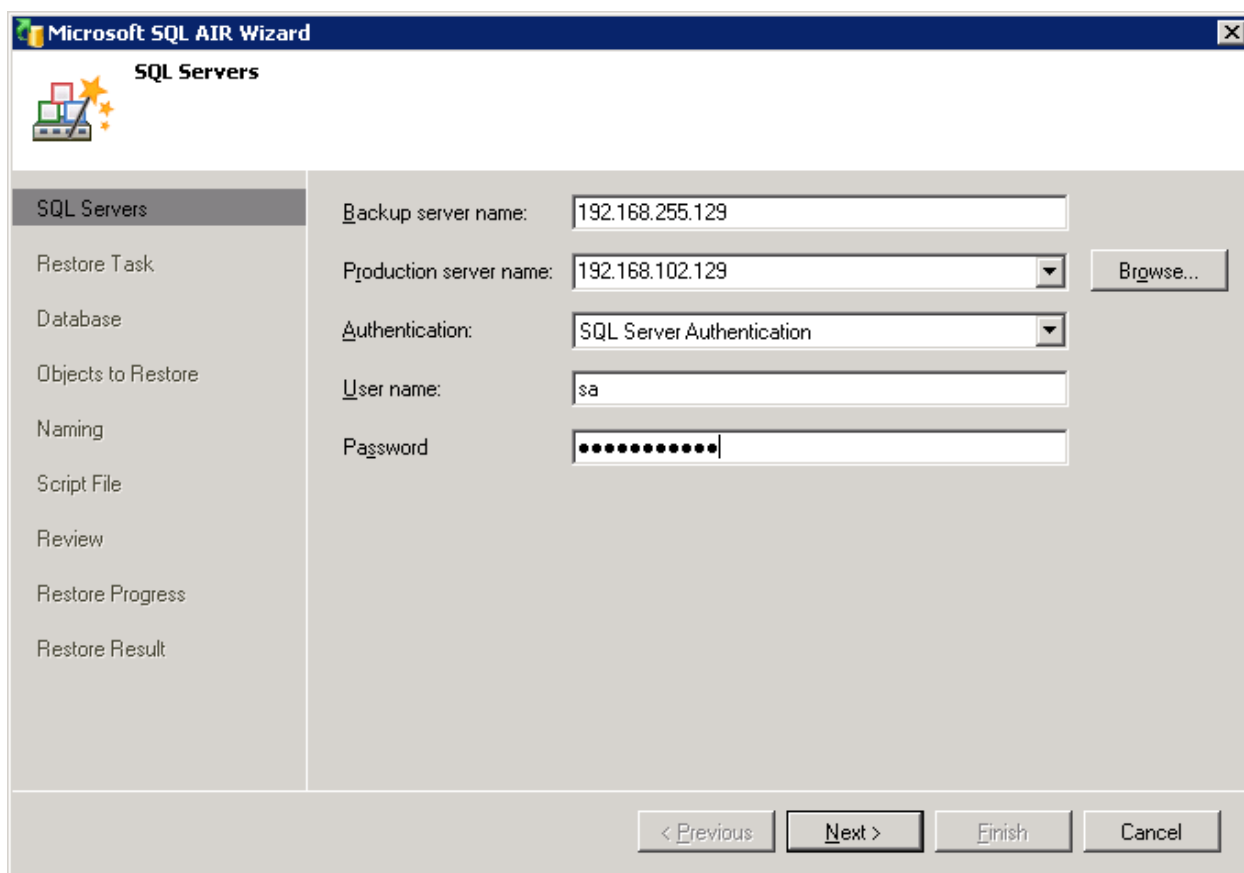 Microsoft SQL AIR Wizard
SQL Servers
SQL Servers
Restore Task
Database
Objects to Restore
Naming
Script File
Review
Restore Progress
Restore Result
Backup server name: 192.168.255.129
Production server name: 192.168.102.129 Browse...
Authentication: SQL Server Authentication
User name: sa
Password ●●●●●●●●●●●
< Previous Next > Finish Cancel